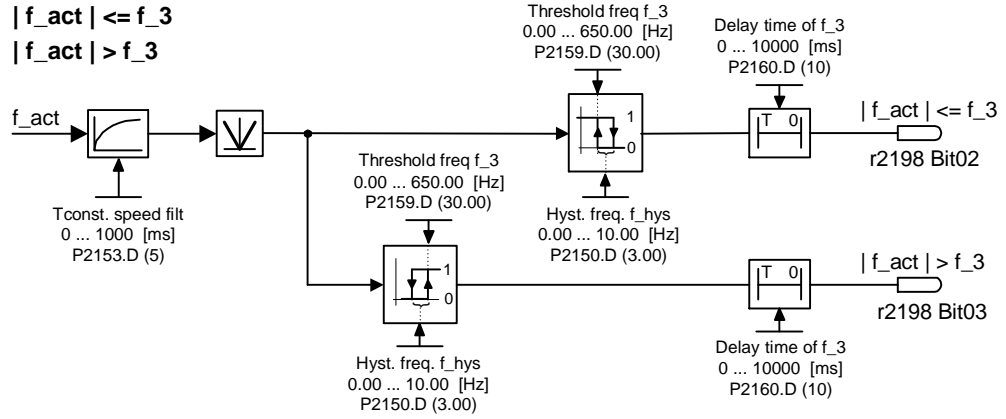 | f_act | <= f_3
| f_act | > f_3
f_act
Tconst. speed filt
0 ... 1000 [ms]
P2153.D (5)
Threshold freq f_3
0.00 ... 650.00 [Hz]
P2159.D (30.00)
1
0
Hyst. freq. f_hys
0.00 ... 10.00 [Hz]
P2150.D (3.00)
Delay time of f_3
0 ... 10000 [ms]
P2160.D (10)
T 0
| f_act | <= f_3
r2198 Bit02
Threshold freq f_3
0.00 ... 650.00 [Hz]
P2159.D (30.00)
1
0
Hyst. freq. f_hys
0.00 ... 10.00 [Hz]
P2150.D (3.00)
T 0
Delay time of f_3
0 ... 10000 [ms]
P2160.D (10)
| f_act | > f_3
r2198 Bit03